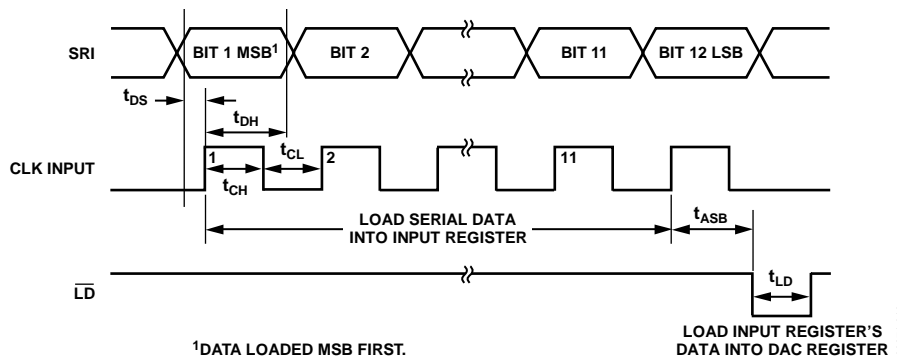 SRI
BIT 1 MSB¹
BIT 2
BIT 11
BIT 12 LSB
tDS
tDH
tCL
CLK INPUT
1
2
11
tCH
LOAD SERIAL DATA
INTO INPUT REGISTER
tASB
LD
tLD
¹DATA LOADED MSB FIRST.
LOAD INPUT REGISTER'S
DATA INTO DAC REGISTER